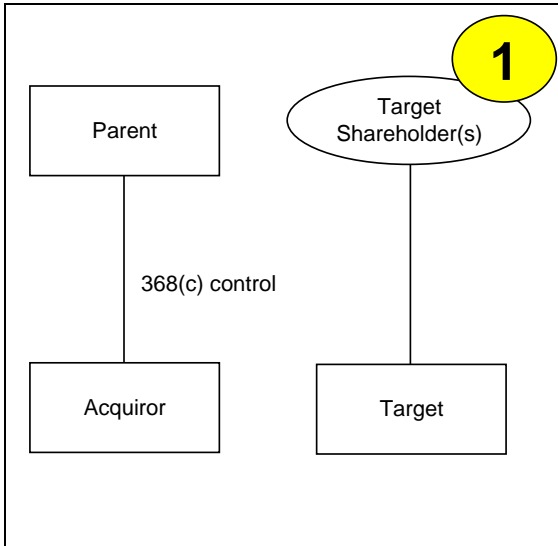 1
Parent
Target
Shareholder(s)
368(c) control
Acquiror
Target